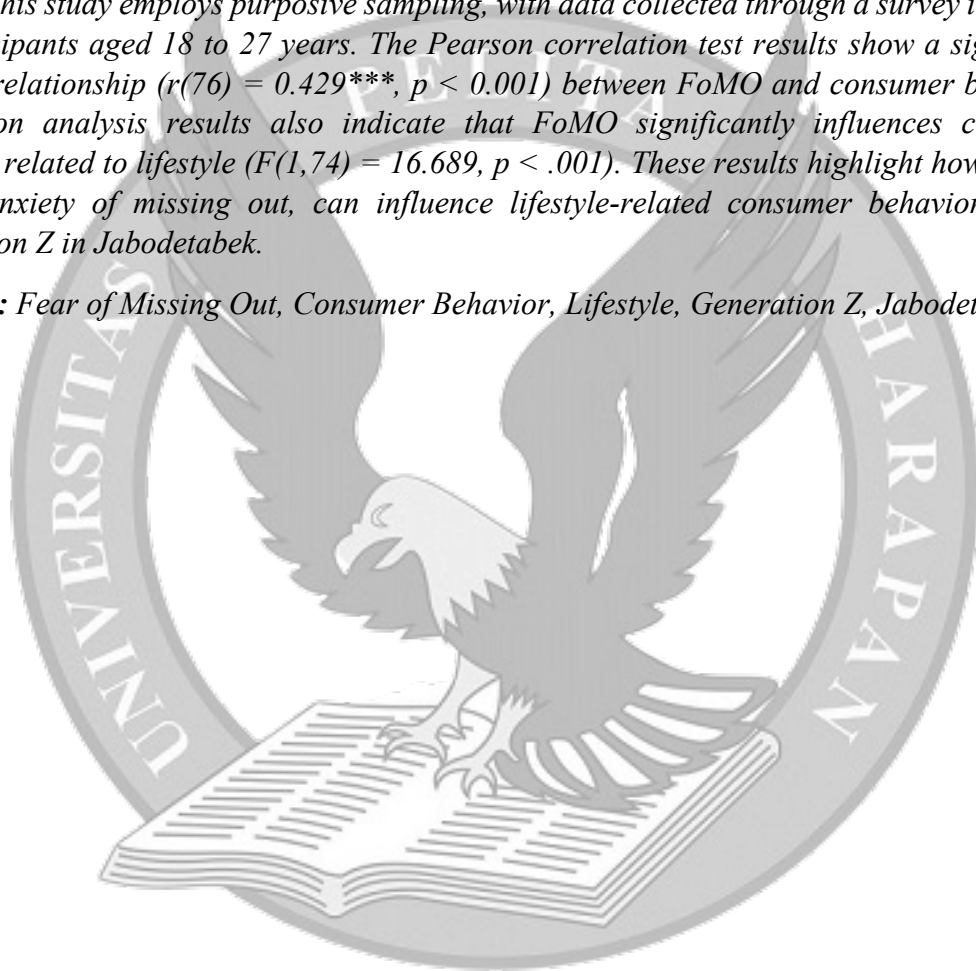 his study employs purposive sampling, with data collected through a survey i
ipants aged 18 to 27 years. The Pearson correlation test results show a sig
relationship (r(76) = 0.429***, p < 0.001) between FoMO and consumer b
on analysis results also indicate that FoMO significantly influences c
related to lifestyle (F(1,74) = 16.689, p < .001). These results highlight how
nxiety of missing out, can influence lifestyle-related consumer behavior
on Z in Jabodetabek.
: Fear of Missing Out, Consumer Behavior, Lifestyle, Generation Z, Jabodet
UNIVERSITAS PELITA HARAPAN